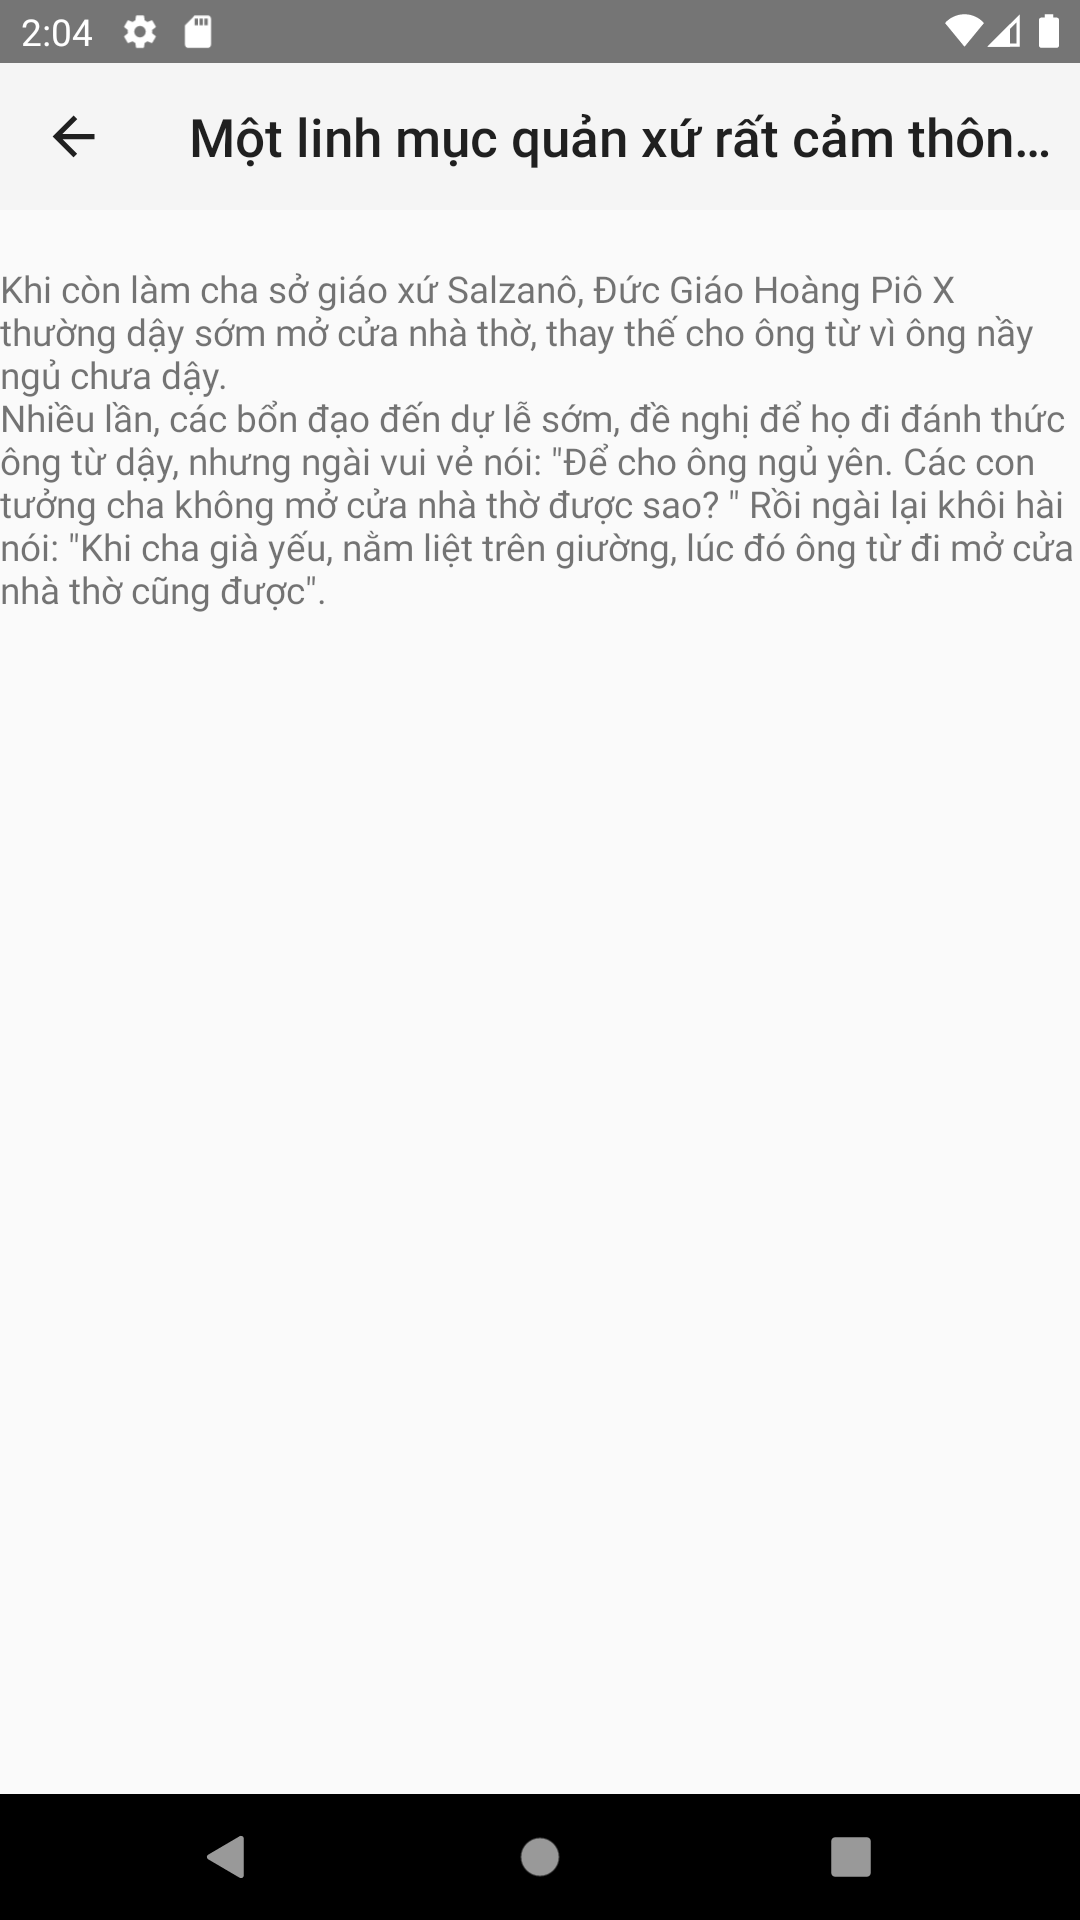 2:04
Một linh mục quản xứ rất cảm thôn...
Khi còn làm cha sở giáo xứ Salzanô, Đức Giáo Hoàng Piô X
thường dậy sớm mở cửa nhà thờ, thay thế cho ông từ vì ông nầy
ngủ chưa dậy.
Nhiều lần, các bổn đạo đến dự lễ sớm, đề nghị để họ đi đánh thức
ông từ dậy, nhưng ngài vui vẻ nói: "Để cho ông ngủ yên. Các con
tưởng cha không mở cửa nhà thờ được sao? " Rồi ngài lại khôi hài
nói: "Khi cha già yếu, nằm liệt trên giường, lúc đó ông từ đi mở cửa
nhà thờ cũng được".